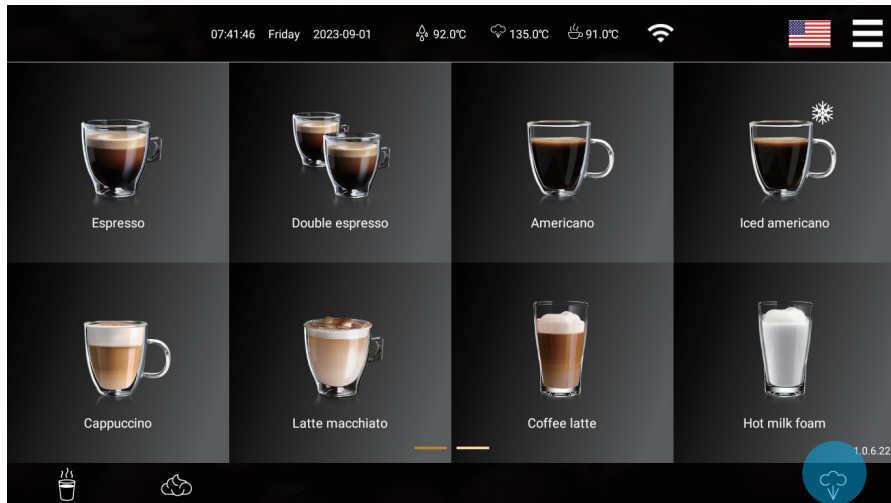 07:41:46 Friday 2023-09-01 92.0℃ 135.0℃ 91.0℃
Espresso
Double espresso
Americano
Iced americano
Cappuccino
Latte macchiato
Coffee latte
Hot milk foam
1.0.6.22